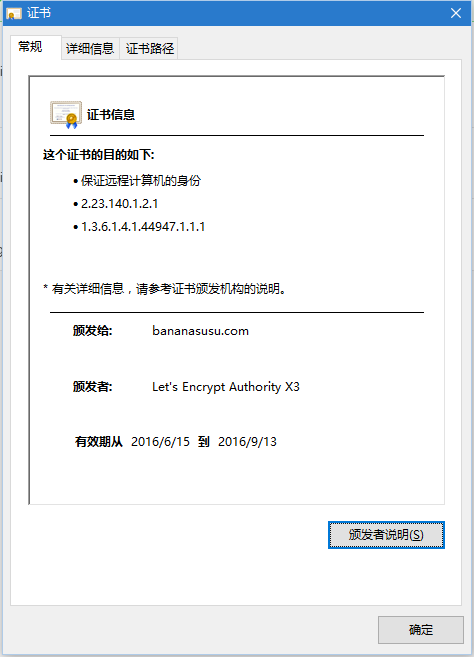 证书
常规 详细信息 证书路径
证书信息
这个证书的目的如下:
• 保证远程计算机的身份
• 2.23.140.1.2.1
• 1.3.6.1.4.1.44947.1.1.1
* 有关详细信息，请参考证书颁发机构的说明。
颁发给: bananasusu.com
颁发者: Let's Encrypt Authority X3
有效期从 2016/6/15 到 2016/9/13
颁发者说明(S)
确定